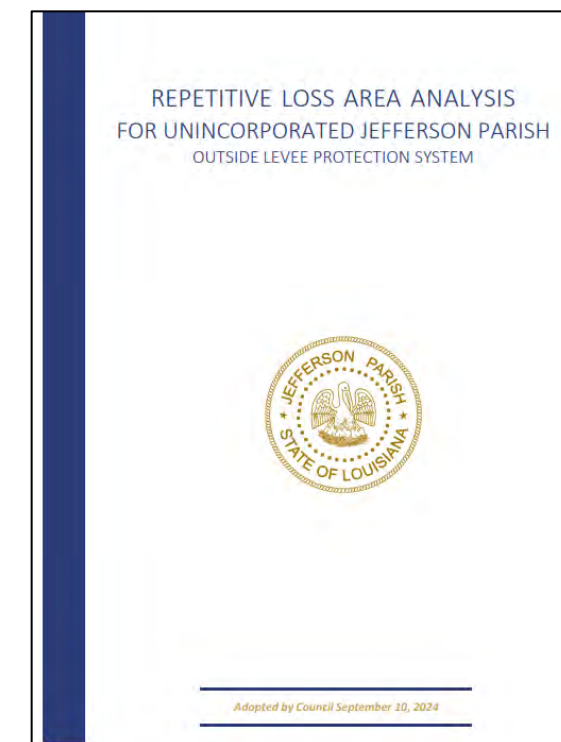 REPETITIVE LOSS AREA ANALYSIS
FOR UNINCORPORATED JEFFERSON PARISH
OUTSIDE LEVEE PROTECTION SYSTEM
JEFFERSON PARISH
STATE OF LOUISIANA
Adopted by Council September 10, 2024